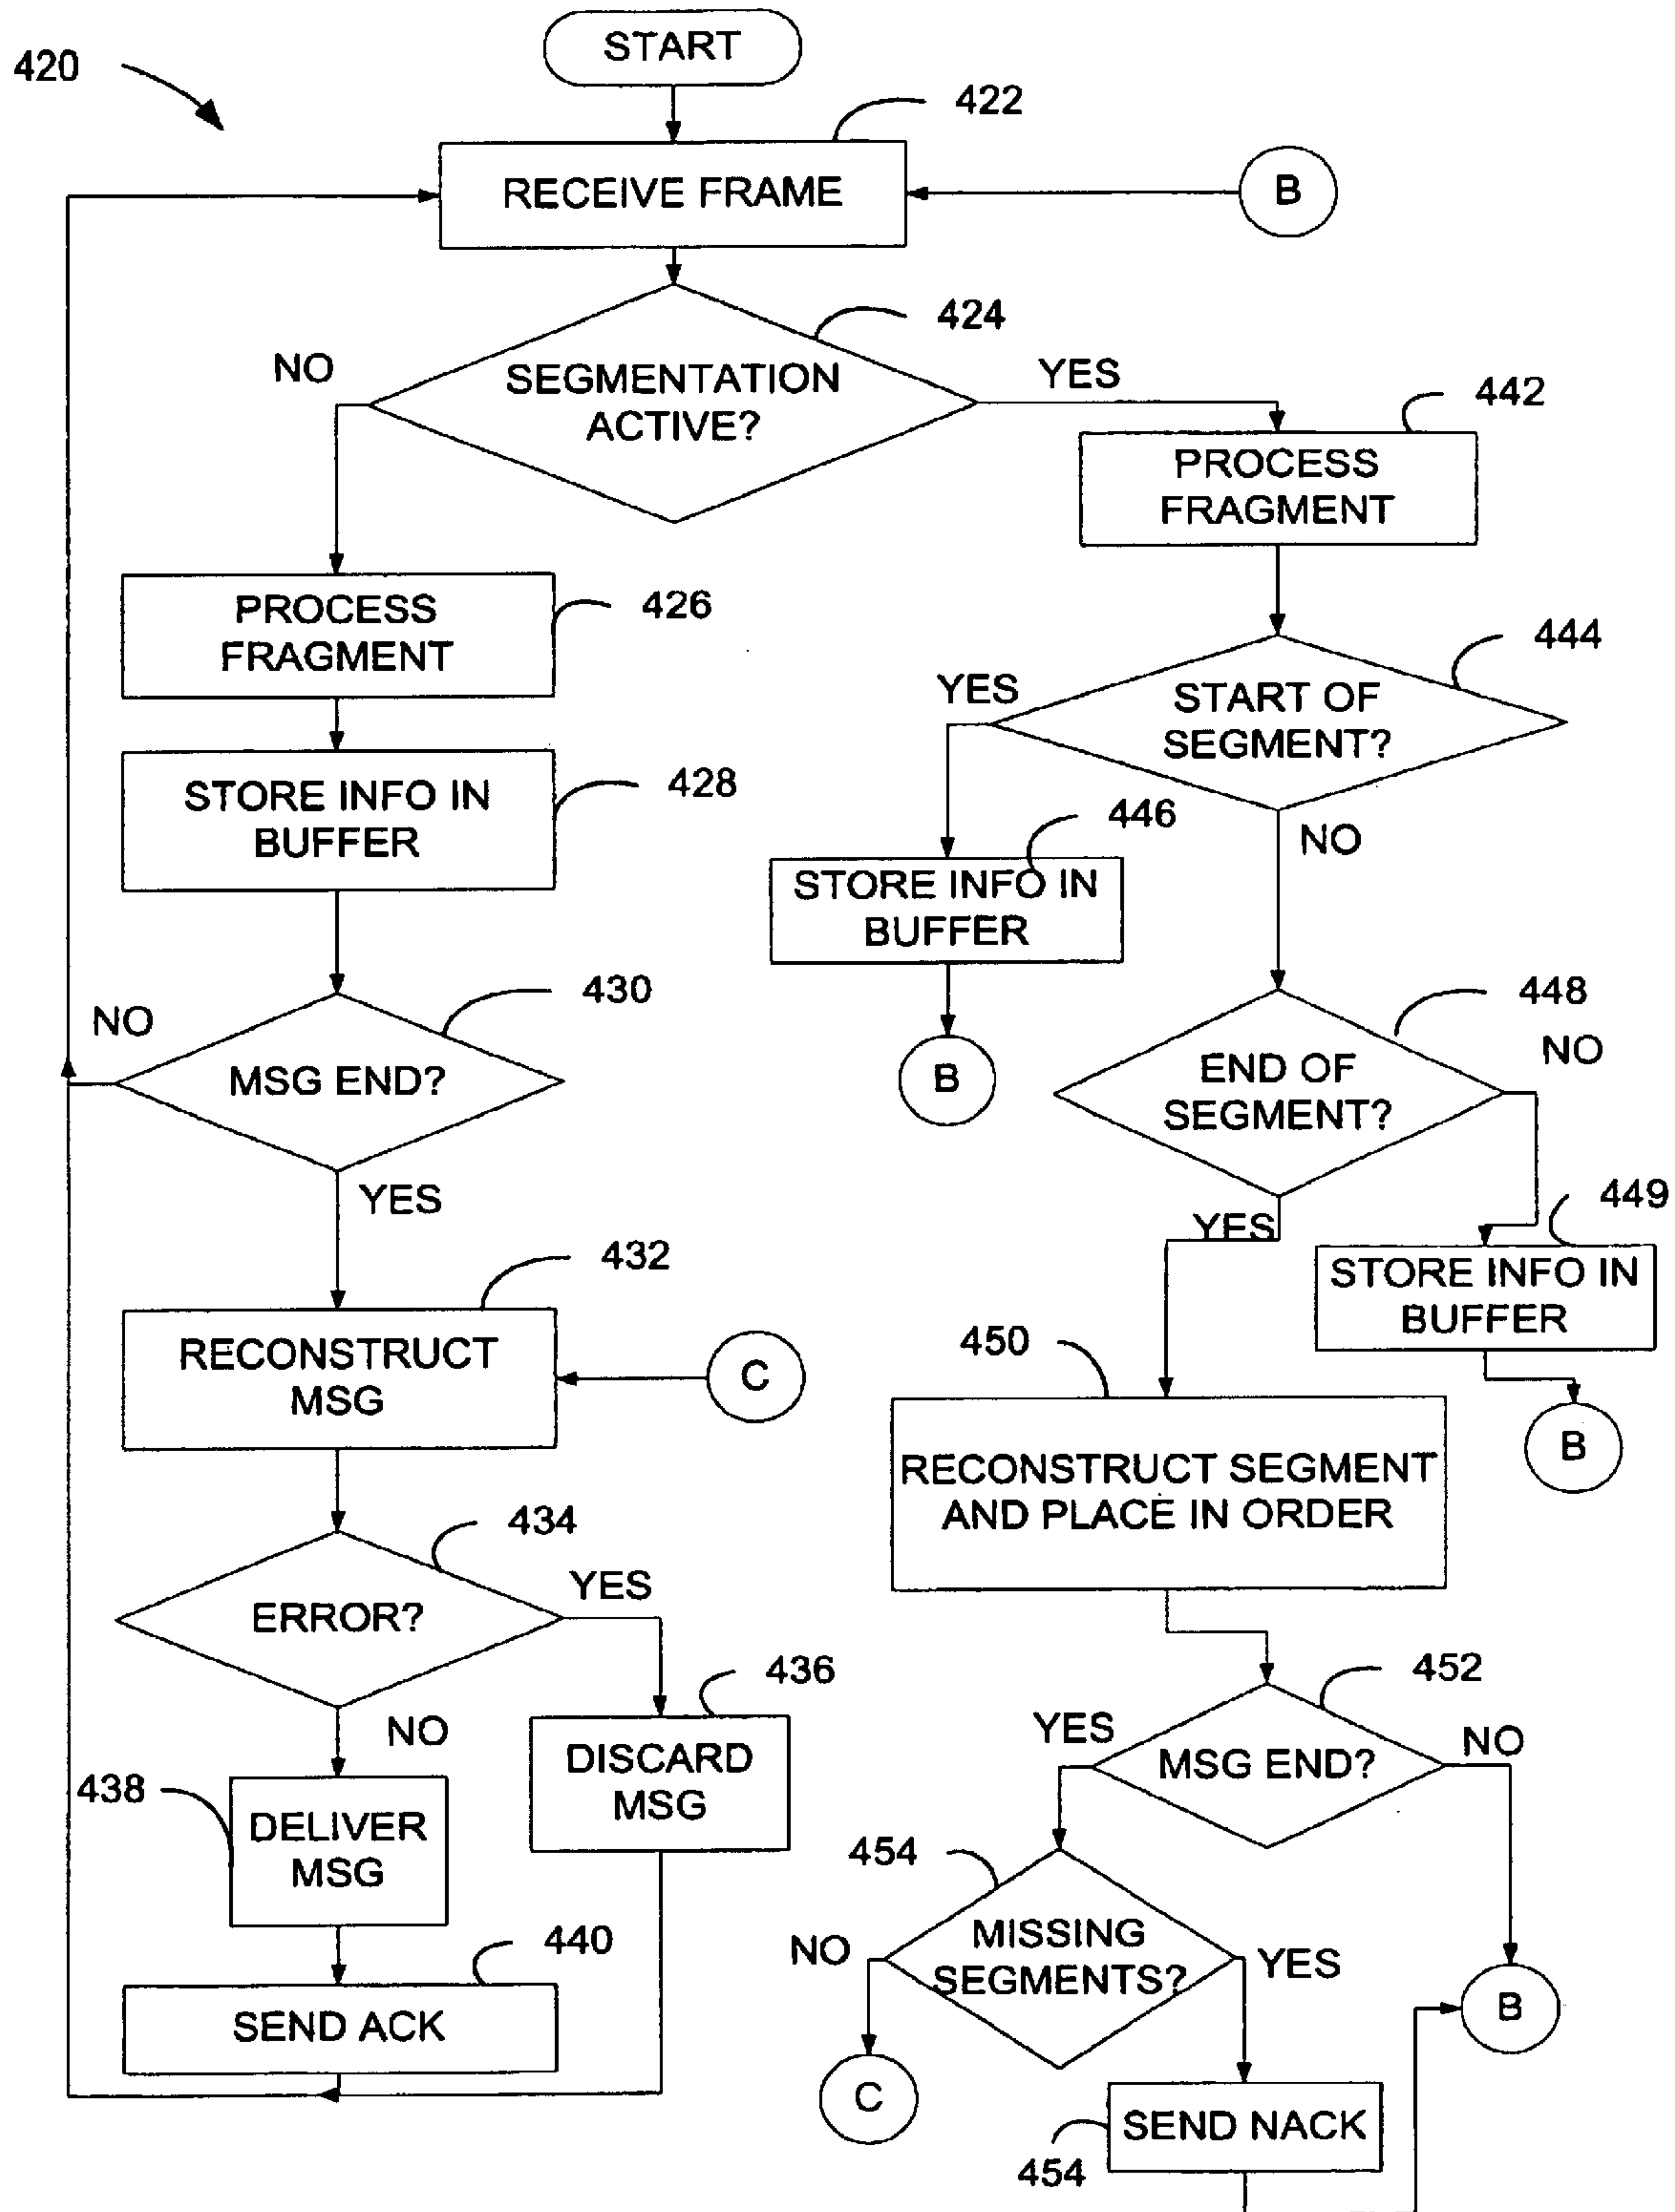 START
420
422
RECEIVE FRAME
B
424
NO
SEGMENTATION
ACTIVE?
YES
442
PROCESS
FRAGMENT
PROCESS
FRAGMENT
426
444
YES
START OF
SEGMENT?
STORE INFO IN
BUFFER
428
446
NO
STORE INFO IN
BUFFER
430
448
NO
NO
MSG END?
B
END OF
SEGMENT?
YES
449
YES
432
STORE INFO IN
BUFFER
RECONSTRUCT
MSG
C
450
B
RECONSTRUCT SEGMENT
AND PLACE IN ORDER
434
YES
ERROR?
436
452
NO
YES
NO
DISCARD
MSG
MSG END?
438
DELIVER
MSG
454
440
NO
MISSING
SEGMENTS?
YES
SEND ACK
B
C
SEND NACK
454